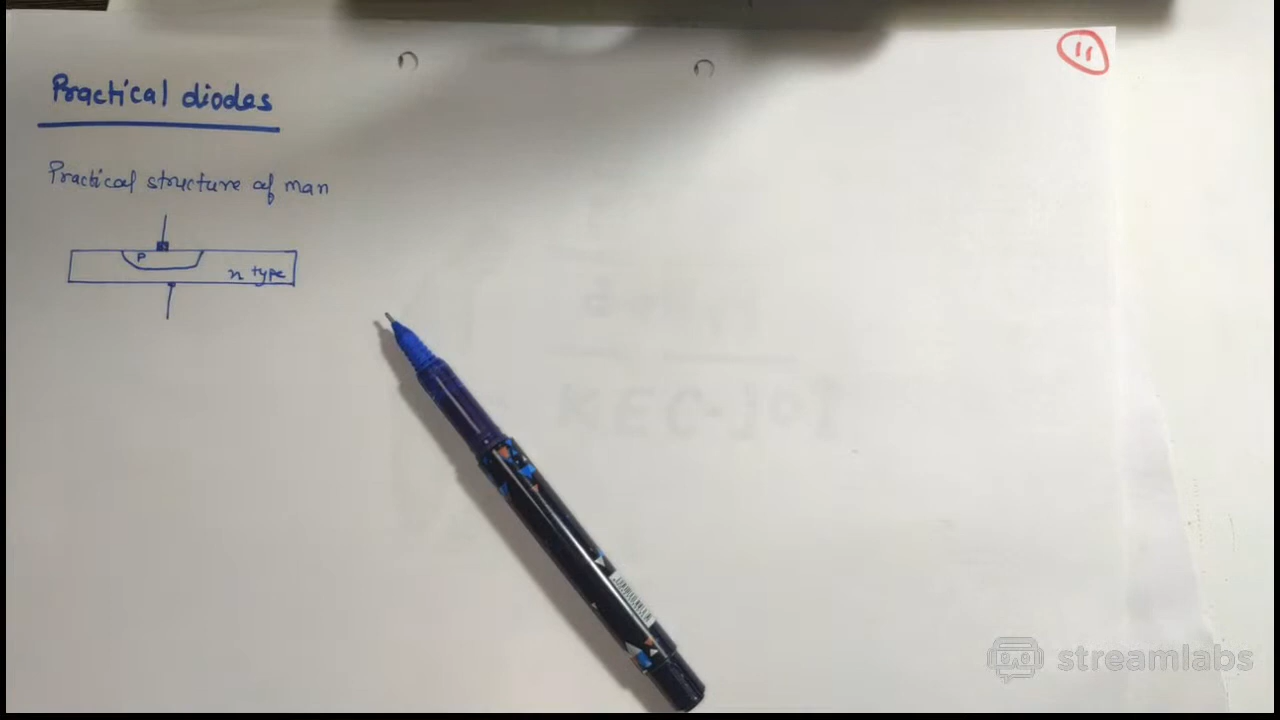 11
Practical diodes
Practical structure of man
P
n type
streamlabs